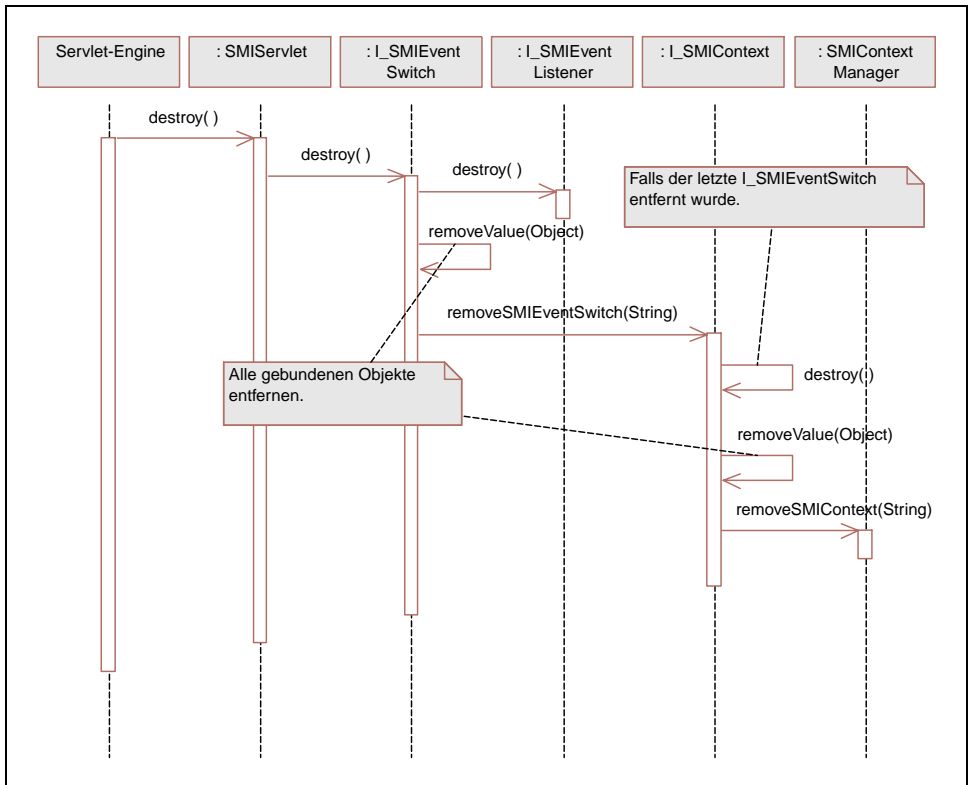 Servlet-Engine
: SMIServlet
: I_SMIEvent
Switch
: I_SMIEvent
Listener
: I_SMIContext
: SMIContext
Manager
destroy( )
destroy( )
destroy( )
Falls der letzte I_SMIEventSwitch
entfernt wurde.
removeValue(Object)
removeSMIEventSwitch(String)
Alle gebundenen Objekte
entfernen.
destroy( )
removeValue(Object)
removeSMIContext(String)